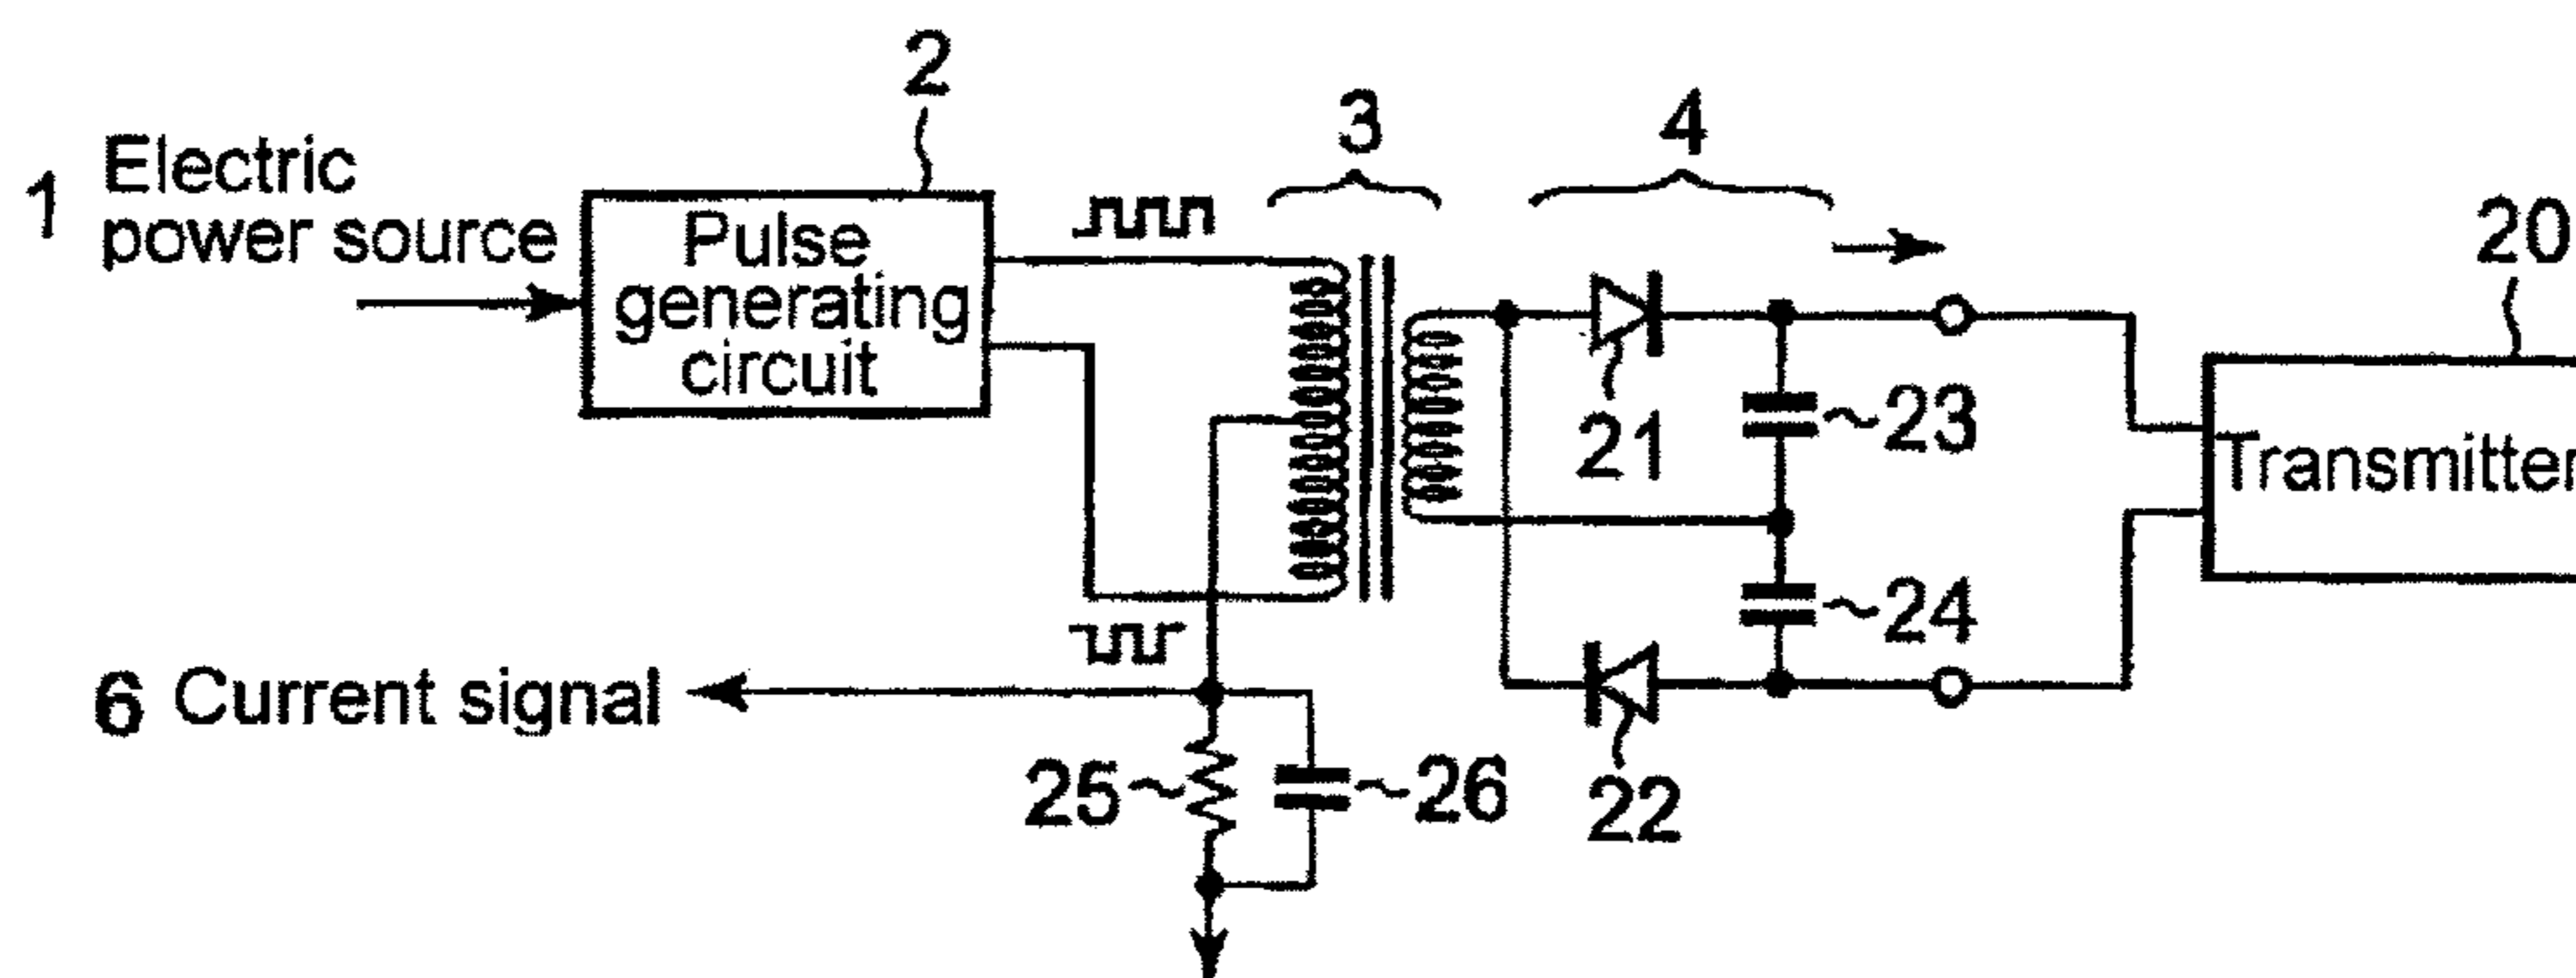 2
3
4
1 Electric
power source
Pulse
generating
circuit
20
21
23
Transmitter
24
6 Current signal
25
26
22